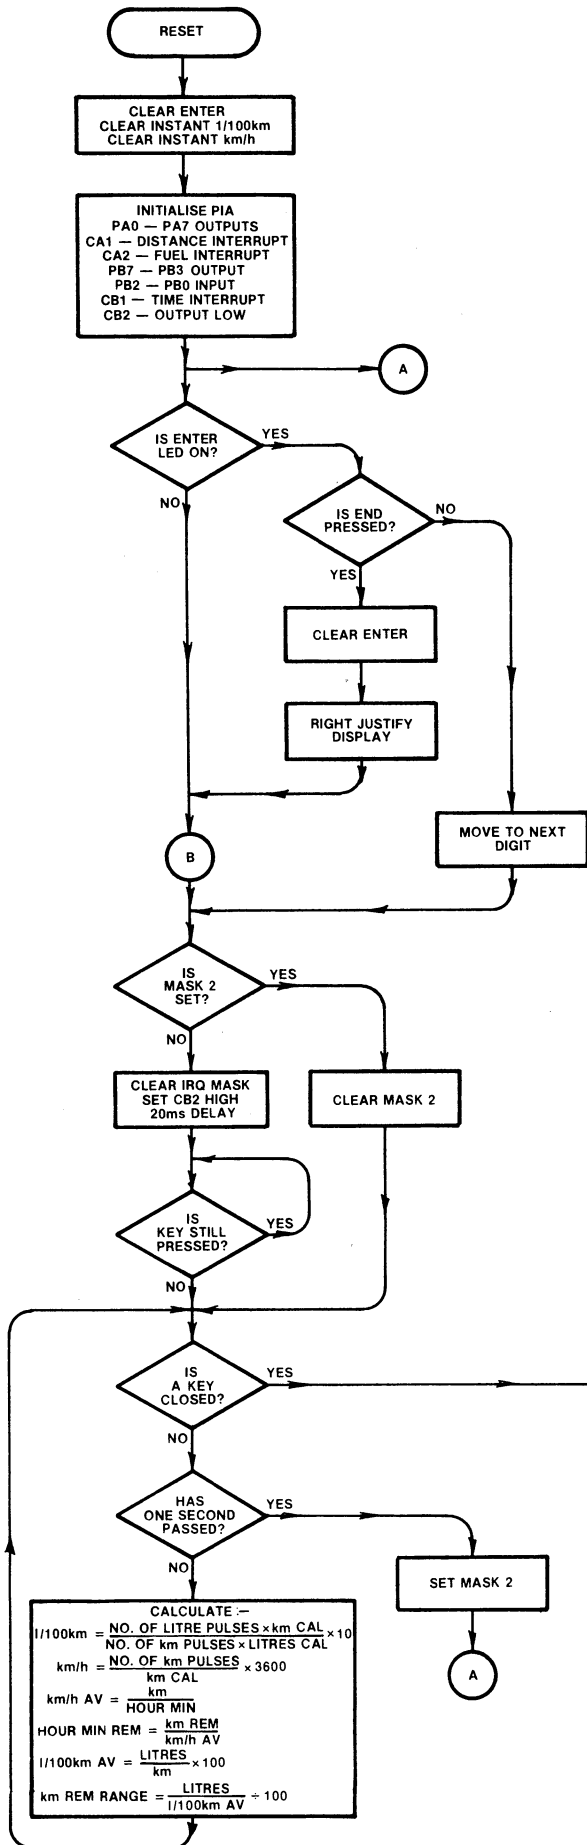 RESET
CLEAR ENTER
CLEAR INSTANT 1/100km
CLEAR INSTANT km/h
INITIALISE PIA
PA0 — PA7 OUTPUTS
CA1 — DISTANCE INTERRUPT
CA2 — FUEL INTERRUPT
PB7 — PB3 OUTPUT
PB2 — PB0 INPUT
CB1 — TIME INTERRUPT
CB2 — OUTPUT LOW
A
IS ENTER
LED ON?
YES
NO
IS END
PRESSED?
NO
YES
CLEAR ENTER
RIGHT JUSTIFY
DISPLAY
MOVE TO NEXT
DIGIT
B
IS
MASK 2
SET?
YES
NO
CLEAR IRQ MASK
SET CB2 HIGH
20ms DELAY
CLEAR MASK 2
IS
KEY STILL
PRESSED?
YES
NO
IS
A KEY
CLOSED?
YES
NO
HAS
ONE SECOND
PASSED?
YES
NO
SET MASK 2
A
CALCULATE :—
l/100km = NO. OF LITRE PULSES × km CAL / NO. OF km PULSES × LITRES CAL × 10
km/h = NO. OF km PULSES / km CAL × 3600
km/h AV = km / HOUR MIN
HOUR MIN REM = km REM / km/h AV
l/100km AV = LITRES / km × 100
km REM RANGE = LITRES / l/100km AV ÷ 100